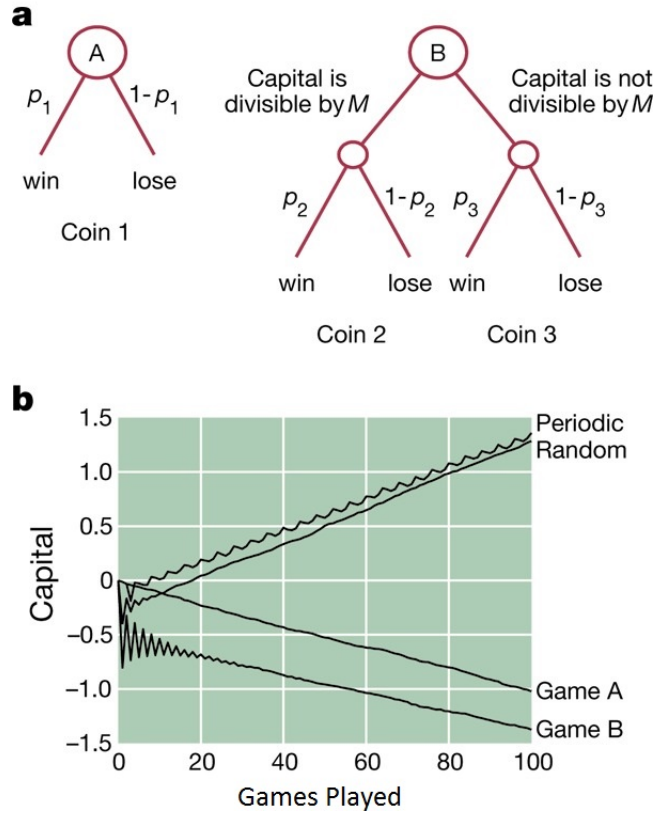 a
A
B
p1
1-p1
win
lose
Coin 1
Capital is
divisible by M
Capital is not
divisible by M
p2
1-p2
p3
1-p3
win
lose
win
lose
Coin 2
Coin 3
b
1.5
1.0
0.5
0
−0.5
−1.0
−1.5
Capital
Periodic
Random
Game A
Game B
0
20
40
60
80
100
Games Played